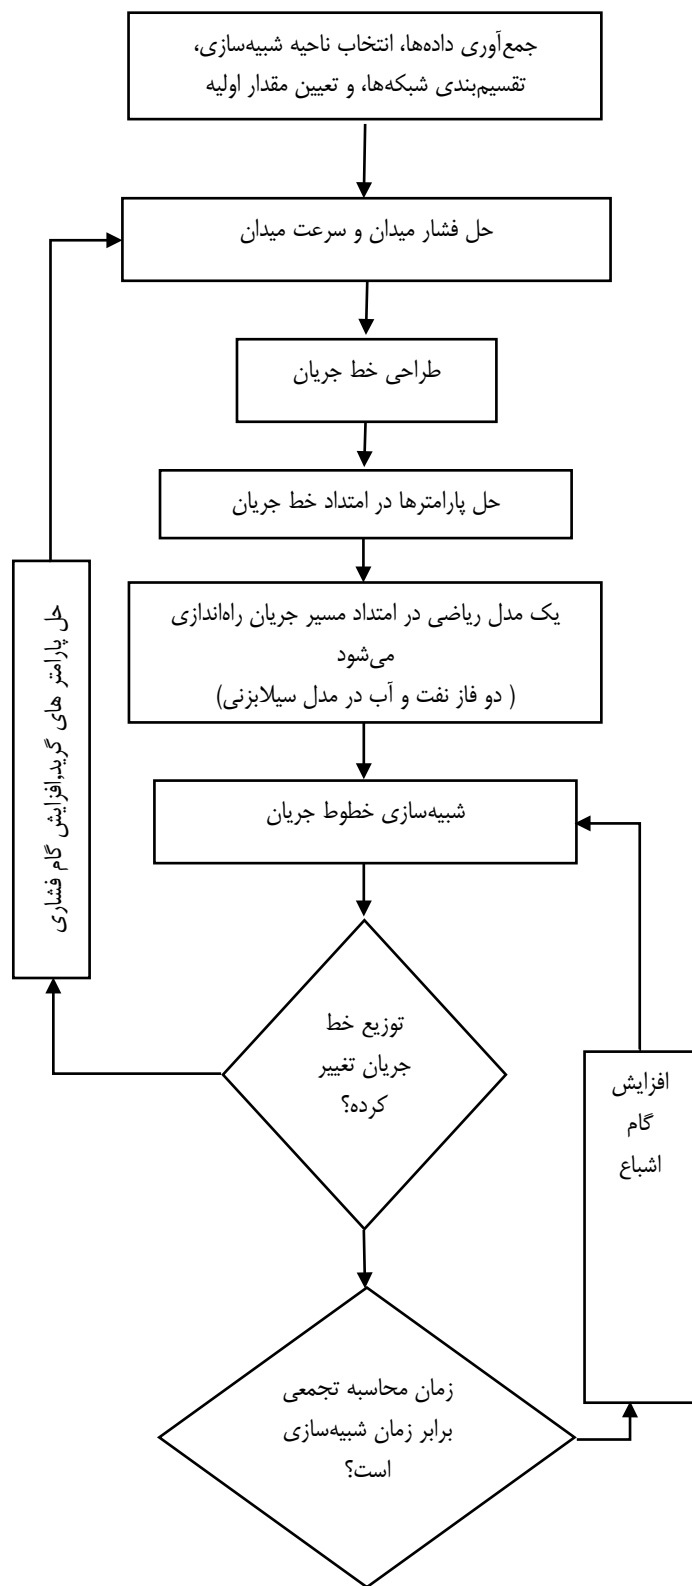 جمع‌آوری داده‌ها، انتخاب ناحیه شبیه‌سازی،
تقسیم‌بندی شبکه‌ها، و تعیین مقدار اولیه
حل فشار میدان و سرعت میدان
طراحی خط جریان
حل پارامترها در امتداد خط جریان
یک مدل ریاضی در امتداد مسیر جریان راه‌اندازی
می‌شود
( دو فاز نفت و آب در مدل سیلابزنی)
شبیه‌سازی خطوط جریان
حل پارامتر های گرید,افزایش گام فشاری
توزیع خط
جریان تغییر
کرده؟
افزایش
گام
اشباع
زمان محاسبه تجمعی
برابر زمان شبیه‌سازی
است؟